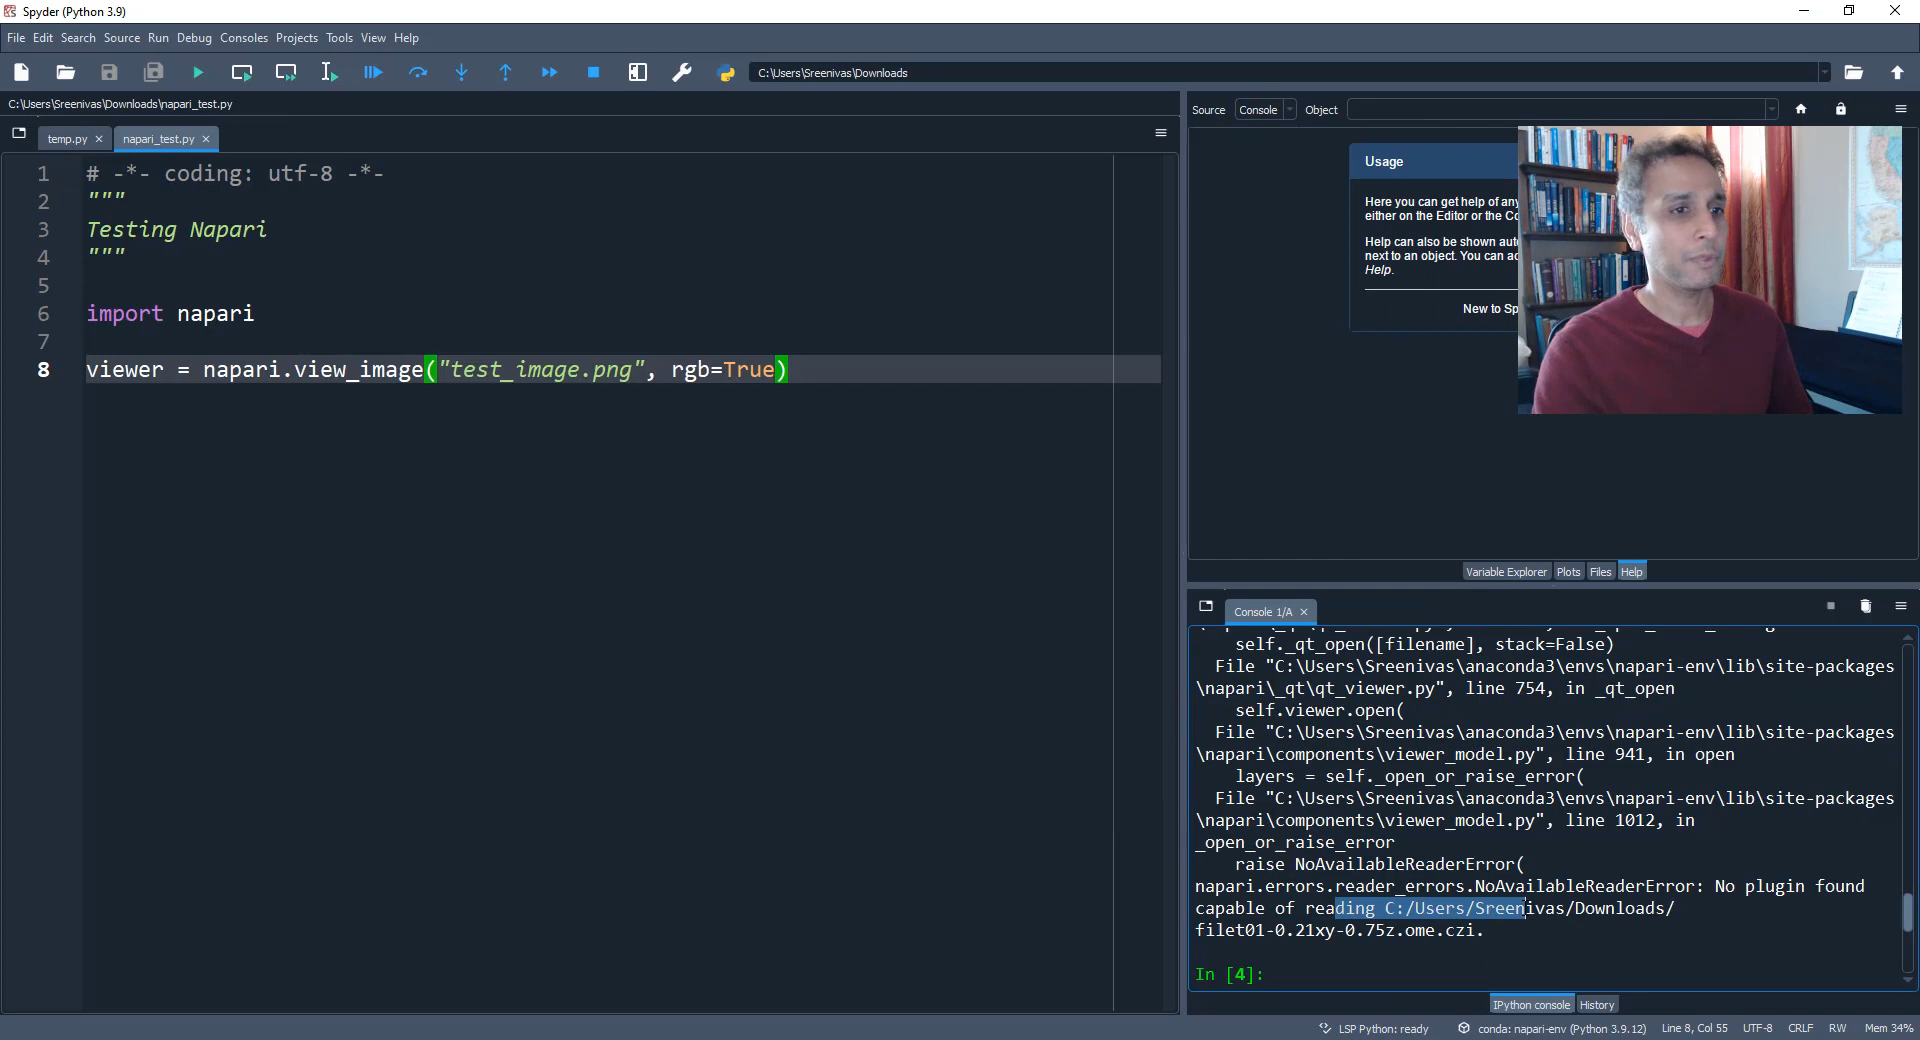 Spyder (Python 3.9)
File Edit Search Source Run Debug Consoles Projects Tools View Help
C:\Users\Sreenivas\Downloads
C:\Users\Sreenivas\Downloads\napari_test.py
temp.py
napari_test.py
1 # -*- coding: utf-8 -*-
2 """
3 Testing Napari
4 """
5
6 import napari
7
8 viewer = napari.view_image("test_image.png", rgb=True)
Source Console Object
Usage
Here you can get help of any
either on the Editor or the Co
Help can also be shown auto
next to an object. You can ac
Help.
New to Sp
Variable Explorer Plots Files Help
Console 1/A
self._qt_open([filename], stack=False)
File "C:\Users\Sreenivas\anaconda3\envs\napari-env\lib\site-packages
\napari\_qt\qt_viewer.py", line 754, in _qt_open
self.viewer.open(
File "C:\Users\Sreenivas\anaconda3\envs\napari-env\lib\site-packages
\napari\components\viewer_model.py", line 941, in open
layers = self._open_or_raise_error(
File "C:\Users\Sreenivas\anaconda3\envs\napari-env\lib\site-packages
\napari\components\viewer_model.py", line 1012, in
_open_or_raise_error
raise NoAvailableReaderError(
napari.errors.reader_errors.NoAvailableReaderError: No plugin found
capable of reading C:/Users/Sreenivas/Downloads/
filet01-0.21xy-0.75z.ome.czi.
In [4]:
IPython console History
LSP Python: ready conda: napari-env (Python 3.9.12) Line 8, Col 55 UTF-8 CRLF RW Mem 34%